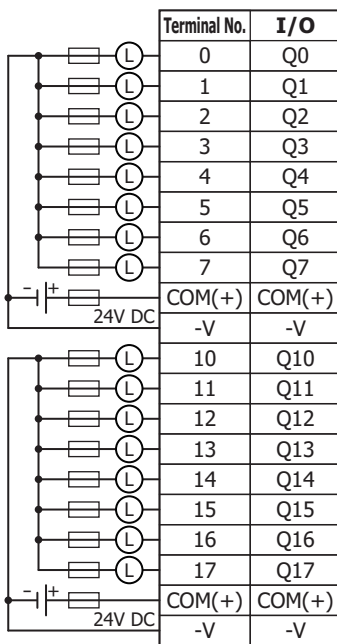 Terminal No. I/O
L 0 Q0
L 1 Q1
L 2 Q2
L 3 Q3
L 4 Q4
L 5 Q5
L 6 Q6
L 7 Q7
- + COM(+) COM(+)
24V DC -V -V
L 10 Q10
L 11 Q11
L 12 Q12
L 13 Q13
L 14 Q14
L 15 Q15
L 16 Q16
L 17 Q17
- + COM(+) COM(+)
24V DC -V -V